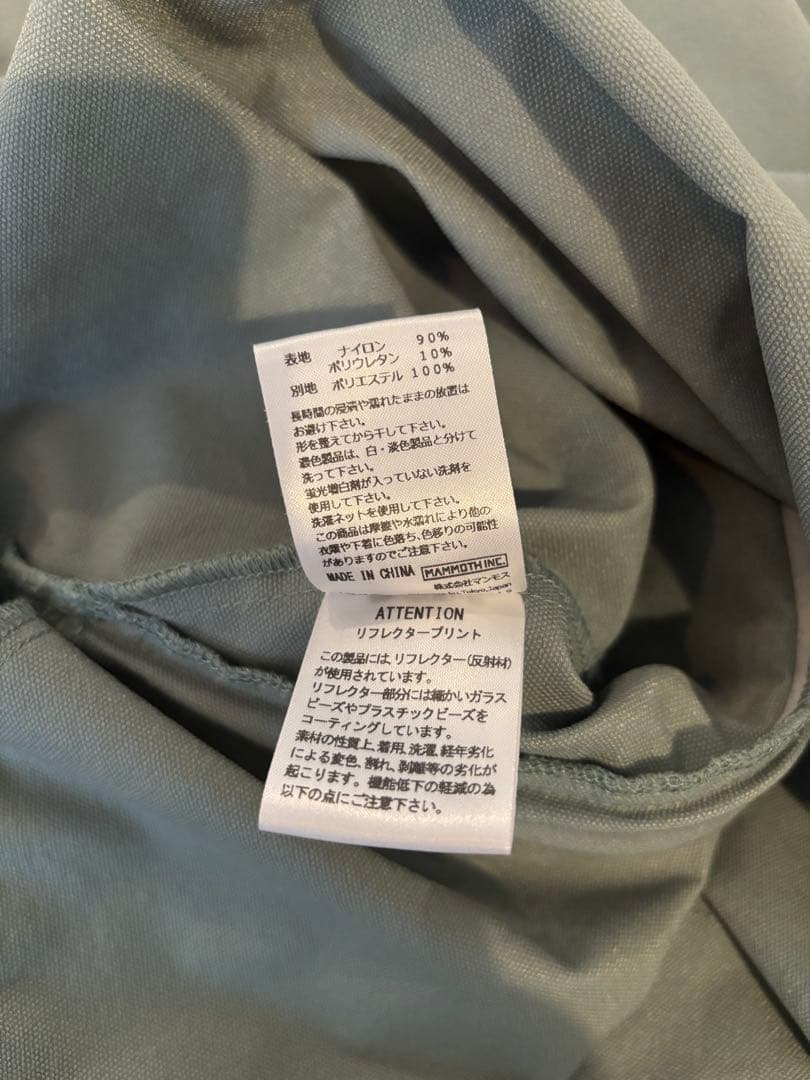 表地 ナイロン 90%
ポリウレタン 10%
別地 ポリエステル 100%
長時間の浸漬や濡れたままの放置は
お避け下さい。
形を整えてから干して下さい。
濃色製品は、白・淡色製品と分けて
洗って下さい。
蛍光増白剤が入っていない洗剤を
使用して下さい。
洗濯ネットを使用して下さい。
この商品は摩擦や水濡れにより他の
衣類や下着に色落ち、色移りの可能性
がありますのでご注意下さい。
MADE IN CHINA MAMMOTH INC.
株式会社マンモス
Tokyo,Japan
ATTENTION
リフレクタープリント
この製品には、リフレクター(反射材)
が使用されています。
リフレクター部分には細かいガラス
ビーズやプラスチックビーズを
コーティングしています。
素材の性質上、着用、洗濯、経年劣化
による変色、割れ、剥離等の劣化が
起こります。機能低下の軽減の為
以下の点にご注意下さい。